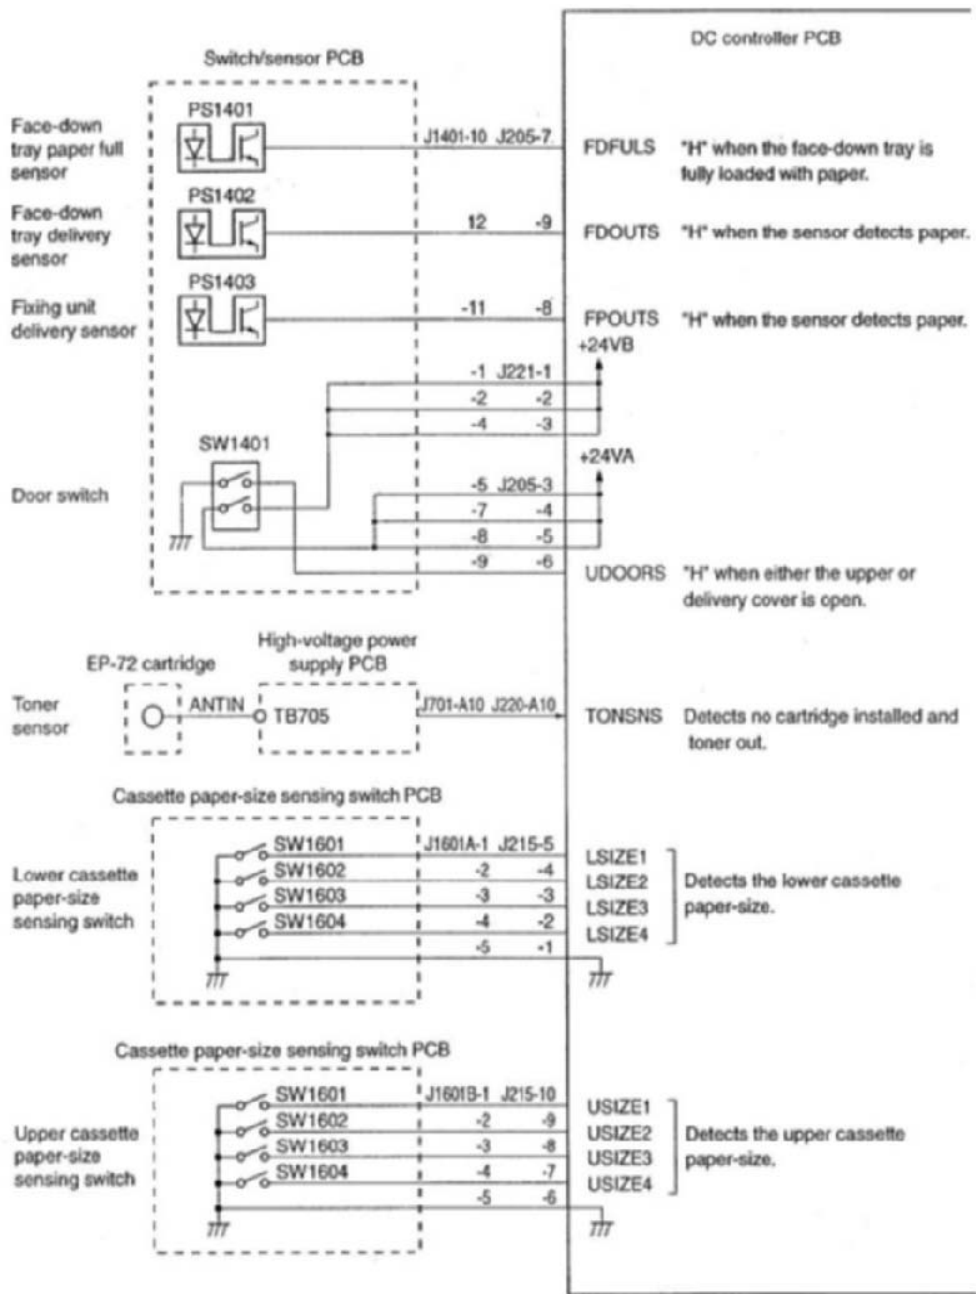 DC controller PCB
Switch/sensor PCB
PS1401
Face-down
tray paper full
sensor
J1401-10 J205-7
FDFULS "H" when the face-down tray is
fully loaded with paper.
PS1402
Face-down
tray delivery
sensor
12 -9
FDOUTS "H" when the sensor detects paper.
PS1403
Fixing unit
delivery sensor
-11 -8
FPOUTS "H" when the sensor detects paper.
+24VB
-1 J221-1
-2 -2
-4 -3
SW1401
+24VA
Door switch
-5 J205-3
-7 -4
-8 -5
-9 -6
UDOORS "H" when either the upper or
delivery cover is open.
High-voltage power
supply PCB
EP-72 cartridge
Toner
sensor
ANTIN
TB705
J701-A10 J220-A10
TONSNS Detects no cartridge installed and
toner out.
Cassette paper-size sensing switch PCB
Lower cassette
paper-size
sensing switch
SW1601 J1601A-1 J215-5 LSIZE1
SW1602 -2 -4 LSIZE2
SW1603 -3 -3 LSIZE3
SW1604 -4 -2 LSIZE4
-5 -1
Detects the lower cassette
paper-size.
Cassette paper-size sensing switch PCB
Upper cassette
paper-size
sensing switch
SW1601 J1601B-1 J215-10 USIZE1
SW1602 -2 -9 USIZE2
SW1603 -3 -8 USIZE3
SW1604 -4 -7 USIZE4
-5 -6
Detects the upper cassette
paper-size.